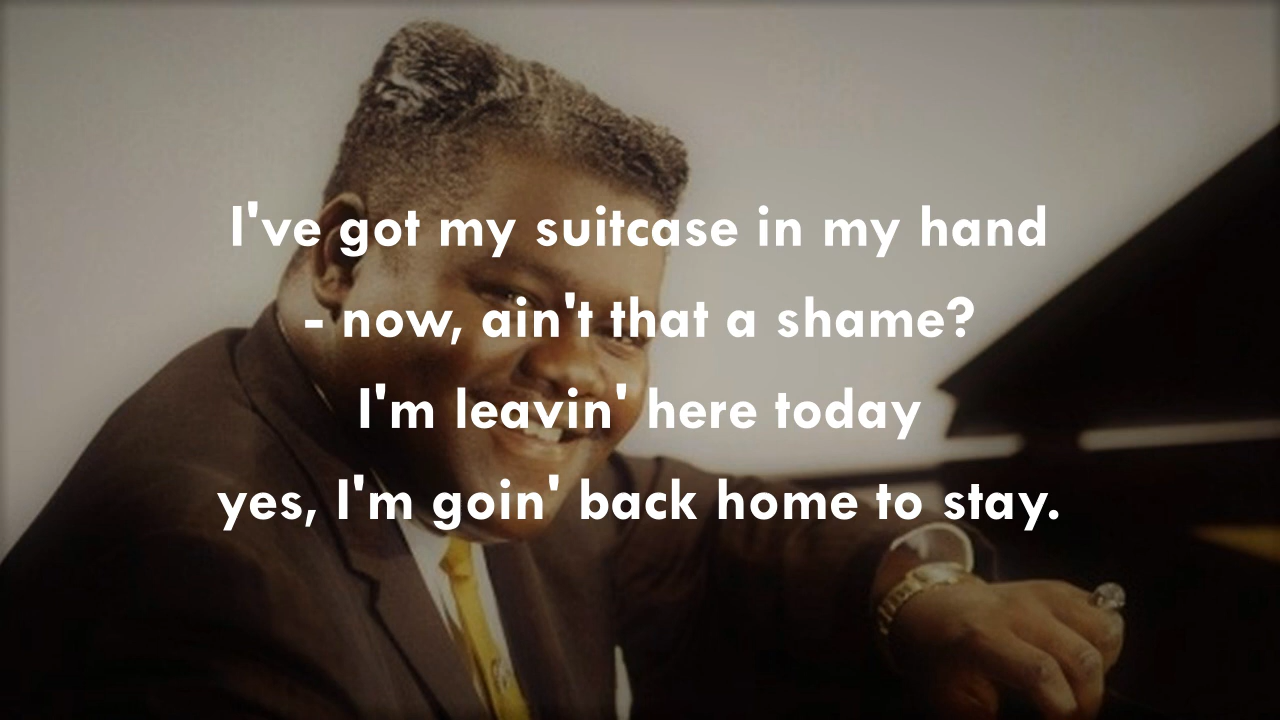 I've got my suitcase in my hand
- now, ain't that a shame?
I'm leavin' here today
yes, I'm goin' back home to stay.